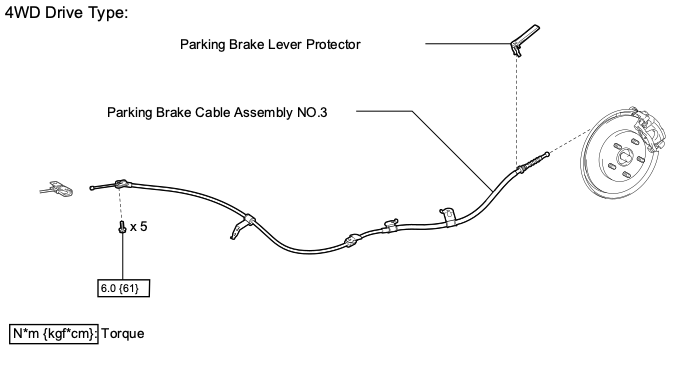 4WD Drive Type:
Parking Brake Lever Protector
Parking Brake Cable Assembly NO.3
x 5
6.0 {61}
N*m {kgf*cm}: Torque